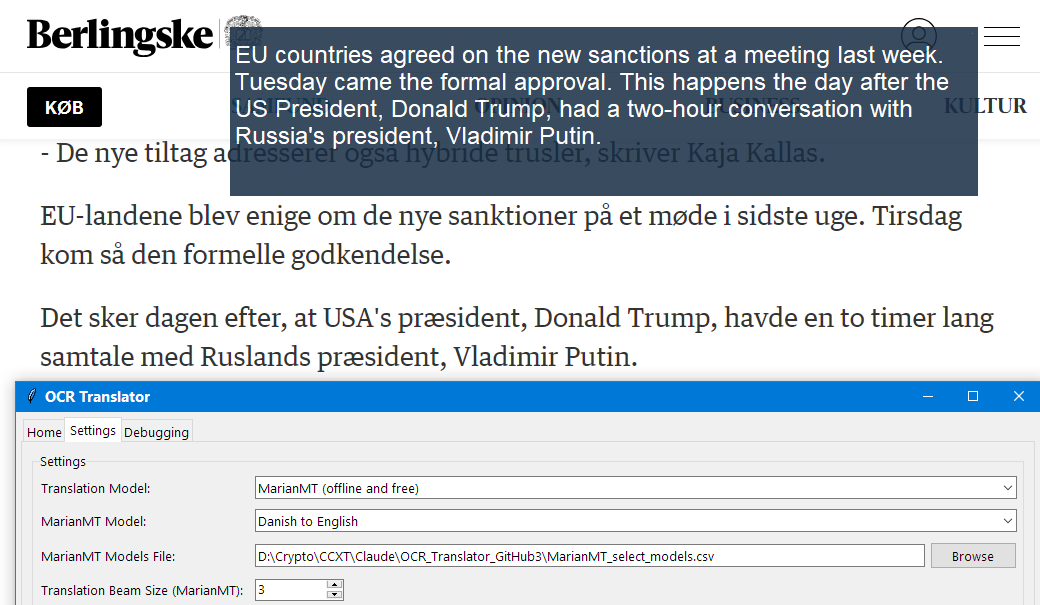 Berlingske
EU countries agreed on the new sanctions at a meeting last week.
Tuesday came the formal approval. This happens the day after the
US President, Donald Trump, had a two-hour conversation with
Russia's president, Vladimir Putin.
KØB
OPINION
BUSINESS
KULTUR
- De nye tiltag adresserer også hybride trusler, skriver Kaja Kallas.
EU-landene blev enige om de nye sanktioner på et møde i sidste uge. Tirsdag
kom så den formelle godkendelse.
Det sker dagen efter, at USA's præsident, Donald Trump, havde en to timer lang
samtale med Ruslands præsident, Vladimir Putin.
OCR Translator
Home Settings Debugging
Settings
Translation Model: MarianMT (offline and free)
MarianMT Model: Danish to English
MarianMT Models File: D:\Crypto\CCXT\Claude\OCR_Translator_GitHub3\MarianMT_select_models.csv Browse
Translation Beam Size (MarianMT): 3